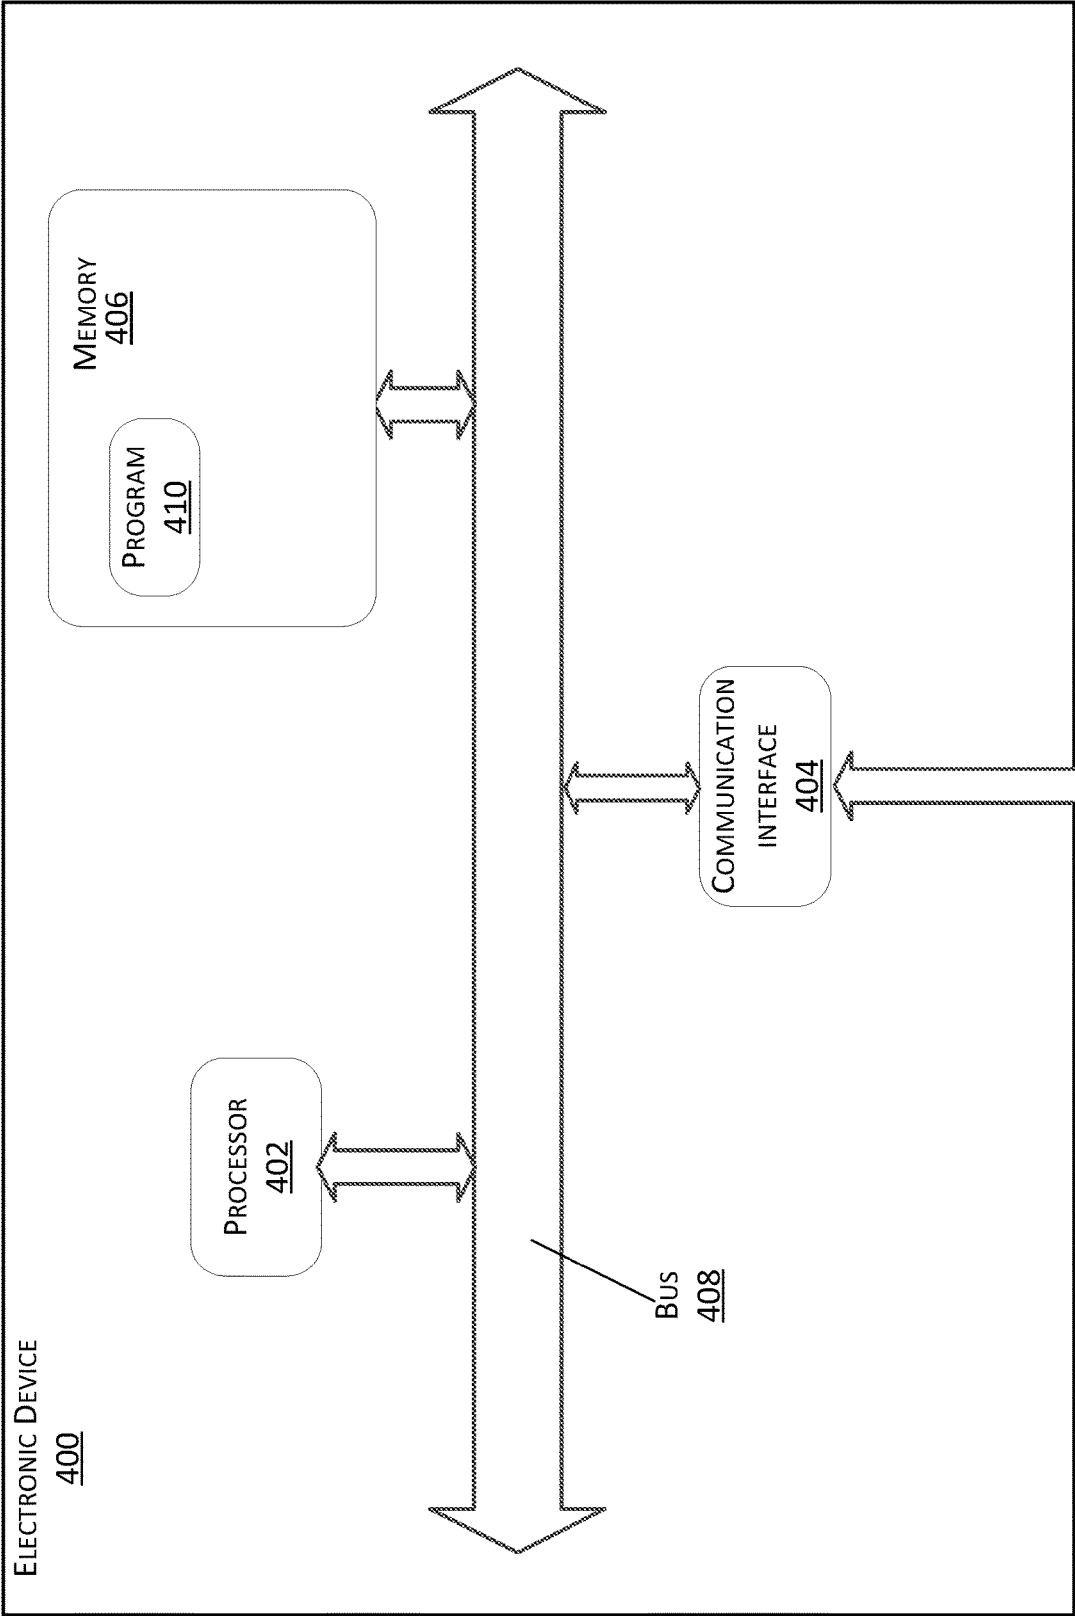 ELECTRONIC DEVICE
400
PROCESSOR
402
MEMORY
406
PROGRAM
410
BUS
408
COMMUNICATION
INTERFACE
404